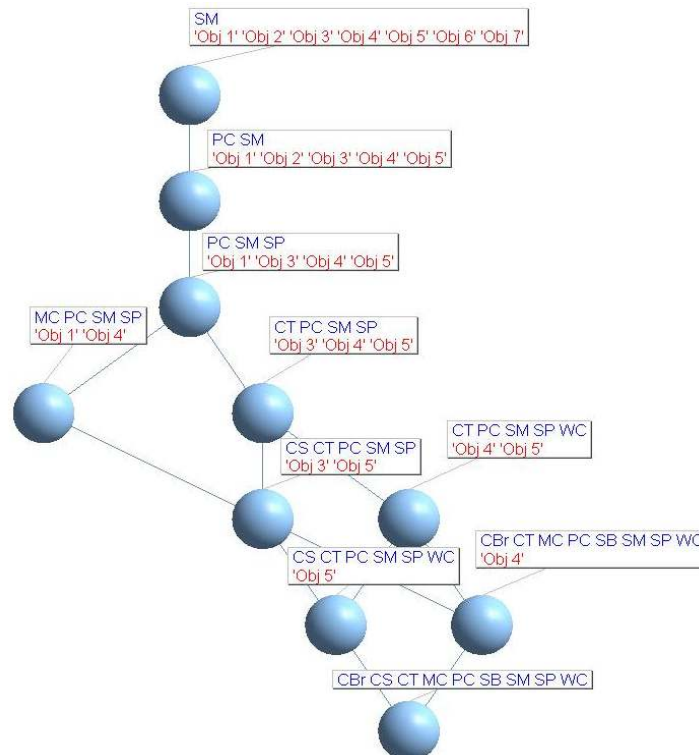 SM
'Obj 1' 'Obj 2' 'Obj 3' 'Obj 4' 'Obj 5' 'Obj 6' 'Obj 7'
PC SM
'Obj 1' 'Obj 2' 'Obj 3' 'Obj 4' 'Obj 5'
PC SM SP
'Obj 1' 'Obj 3' 'Obj 4' 'Obj 5'
MC PC SM SP
'Obj 1' 'Obj 4'
CT PC SM SP
'Obj 3' 'Obj 4' 'Obj 5'
CS CT PC SM SP
'Obj 3' 'Obj 5'
CT PC SM SP WC
'Obj 4' 'Obj 5'
CS CT PC SM SP WC
'Obj 5'
CBr CT MC PC SB SM SP WC
'Obj 4'
CBr CS CT MC PC SB SM SP WC